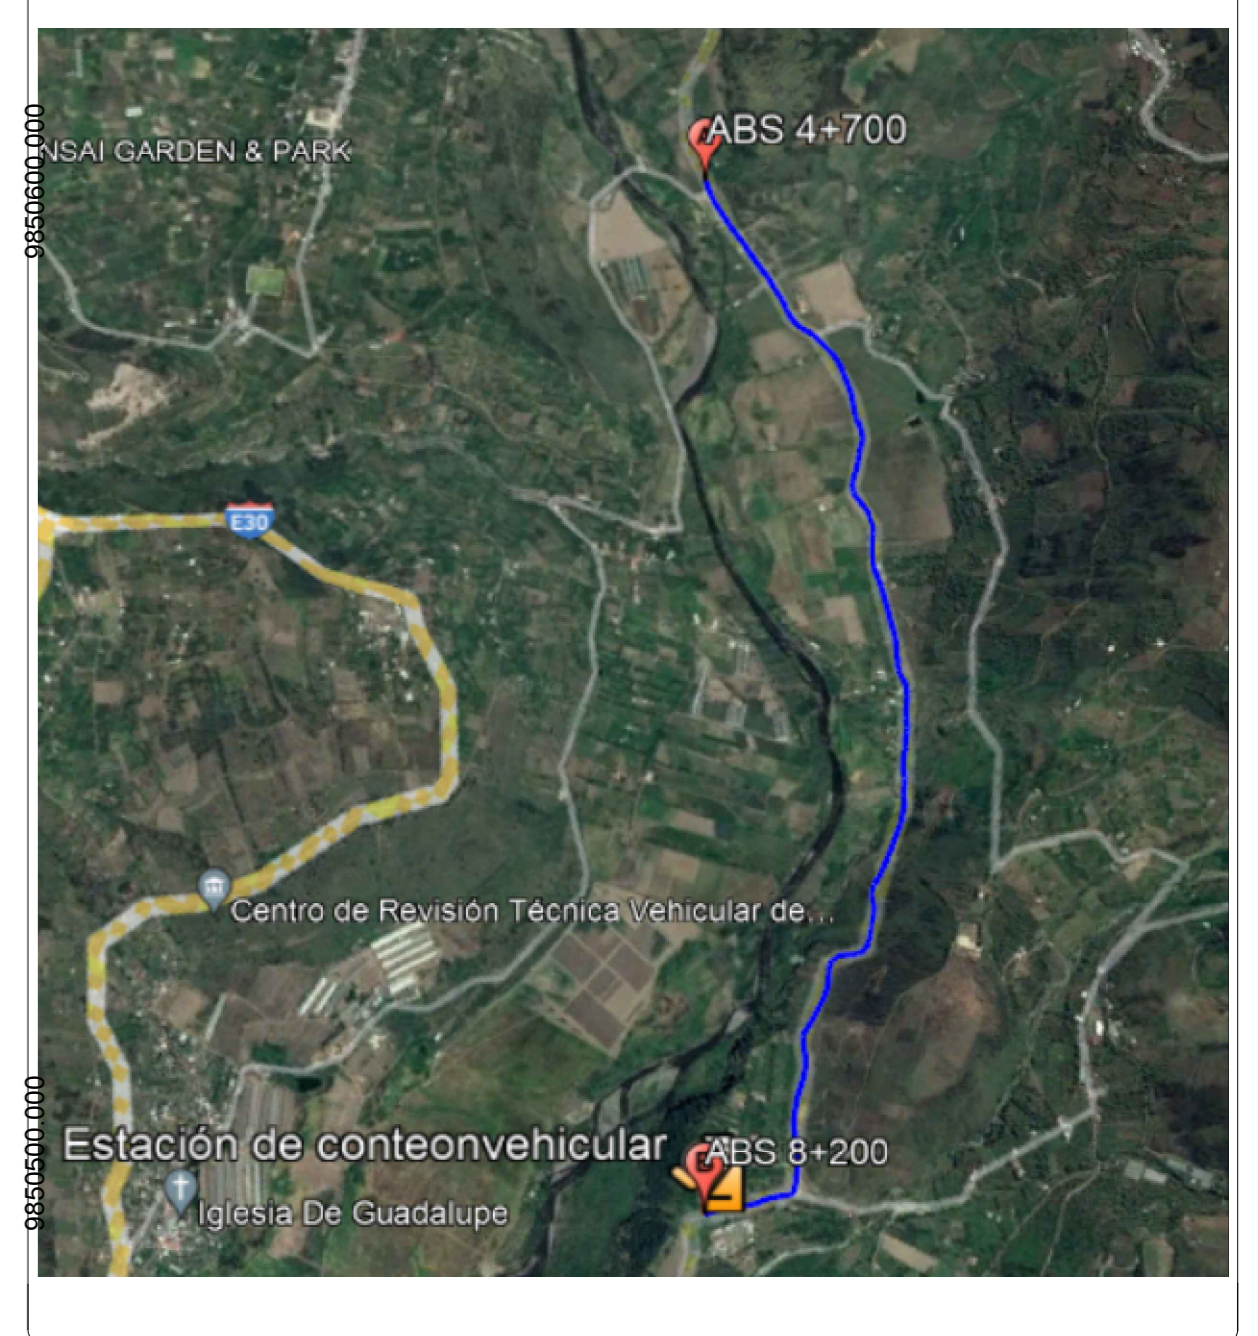 ABS 4+700
NSAI GARDEN & PARK
9850600.000
E30
Centro de Revisión Técnica Vehicular de...
9850500.000
Estación de conteonvehicular
ABS 8+200
Iglesia De Guadalupe